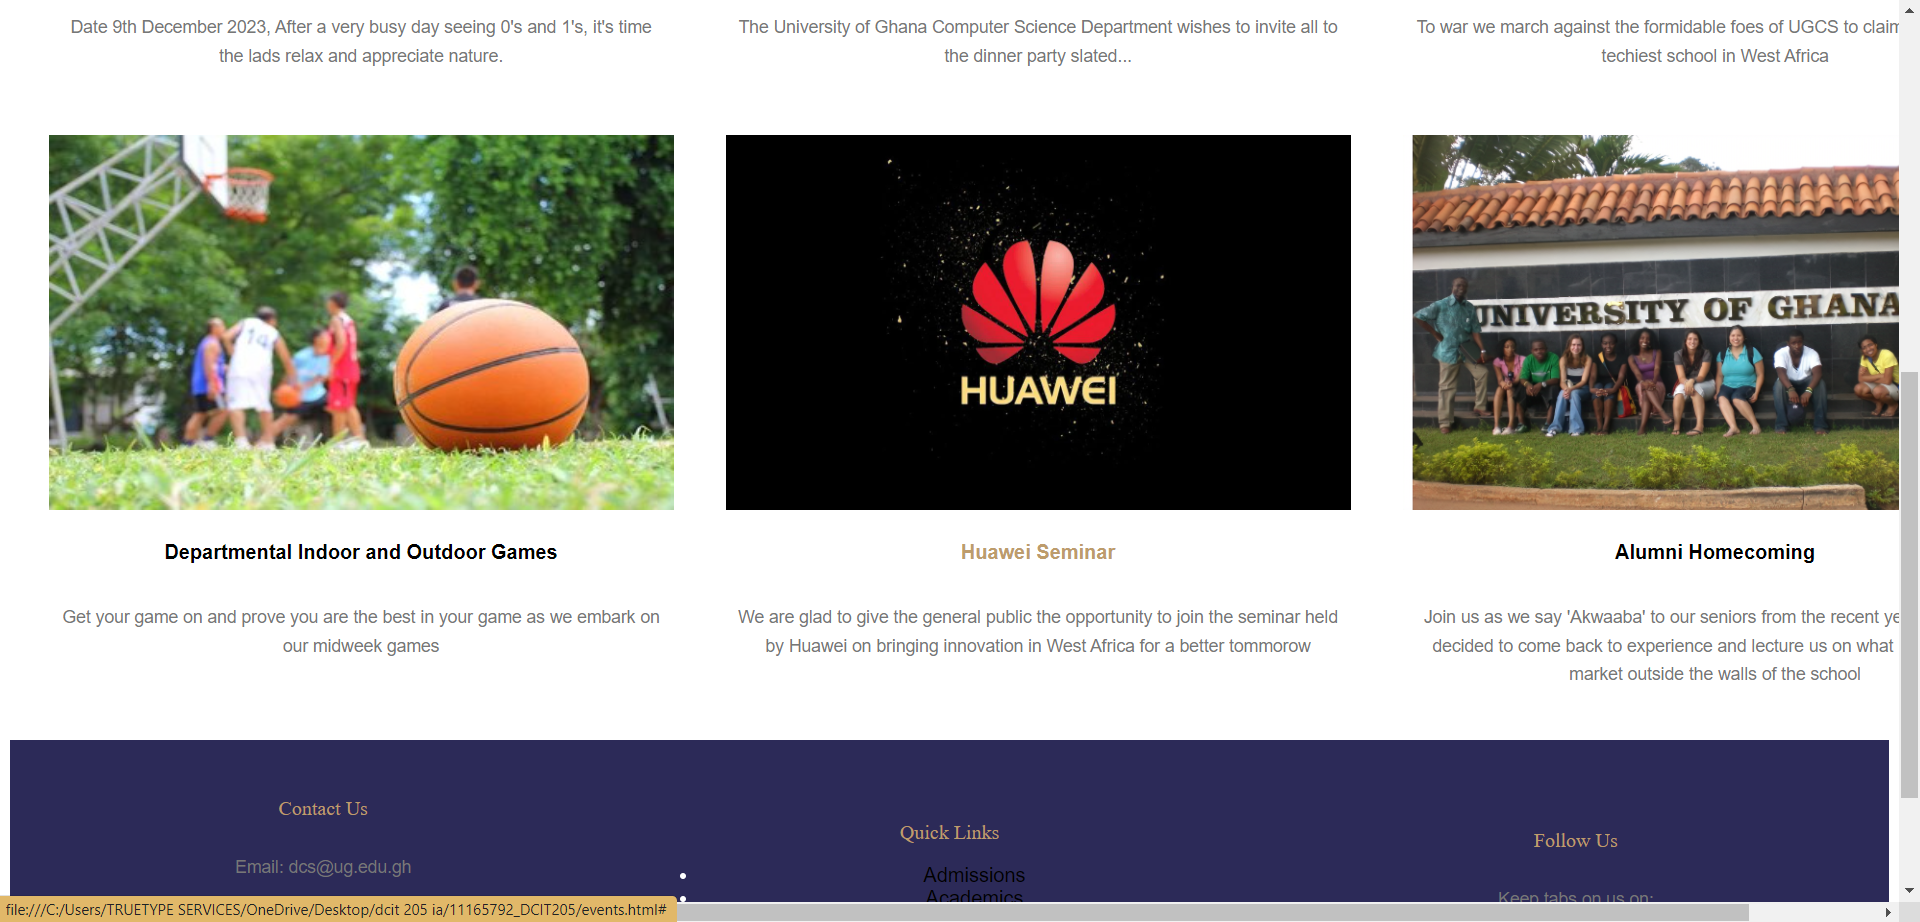 Date 9th December 2023, After a very busy day seeing 0's and 1's, it's time
the lads relax and appreciate nature.
The University of Ghana Computer Science Department wishes to invite all to
the dinner party slated...
To war we march against the formidable foes of UGCS to claim
techiest school in West Africa
14
HUAWEI
UNIVERSITY OF GHANA
Departmental Indoor and Outdoor Games
Get your game on and prove you are the best in your game as we embark on
our midweek games
Huawei Seminar
We are glad to give the general public the opportunity to join the seminar held
by Huawei on bringing innovation in West Africa for a better tommorow
Alumni Homecoming
Join us as we say 'Akwaaba' to our seniors from the recent ye
decided to come back to experience and lecture us on what
market outside the walls of the school
Contact Us
Email: dcs@ug.edu.gh
Quick Links
Admissions
Academics
Follow Us
Keep tabs on us on:
file:///C:/Users/TRUETYPE SERVICES/OneDrive/Desktop/dcit 205 ia/11165792_DCIT205/events.html#